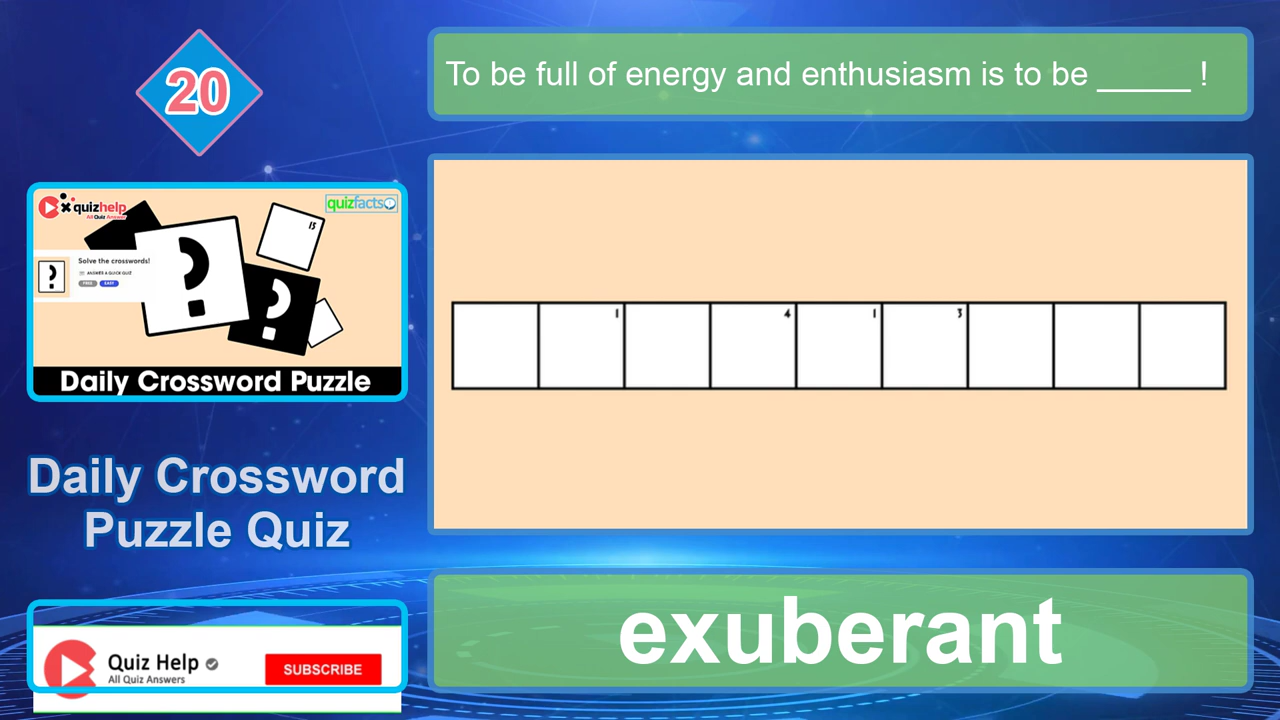 20
To be full of energy and enthusiasm is to be _____ !
quizhelp
All Quiz Answer
quizfacts
15
Solve the crosswords!
ANSWER A QUICK QUIZ
FREE EASY
Daily Crossword Puzzle
1 4 1 3
Daily Crossword
Puzzle Quiz
Quiz Help
All Quiz Answers
SUBSCRIBE
exuberant